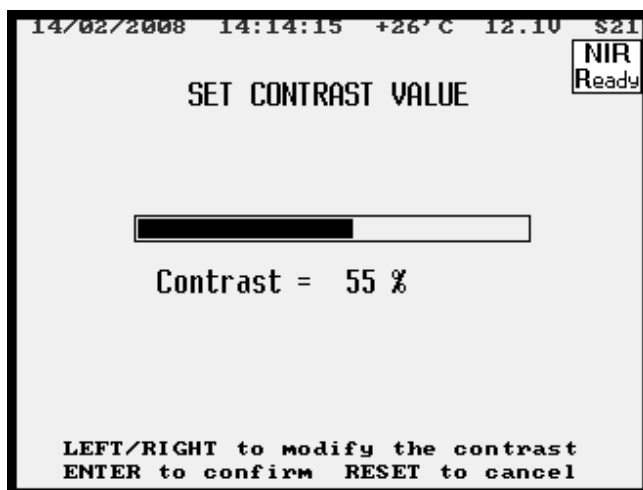 14/02/2008 14:14:15 +26'C 12.1V S21
NIR
Ready
SET CONTRAST VALUE
Contrast = 55 %
LEFT/RIGHT to modify the contrast
ENTER to confirm RESET to cancel